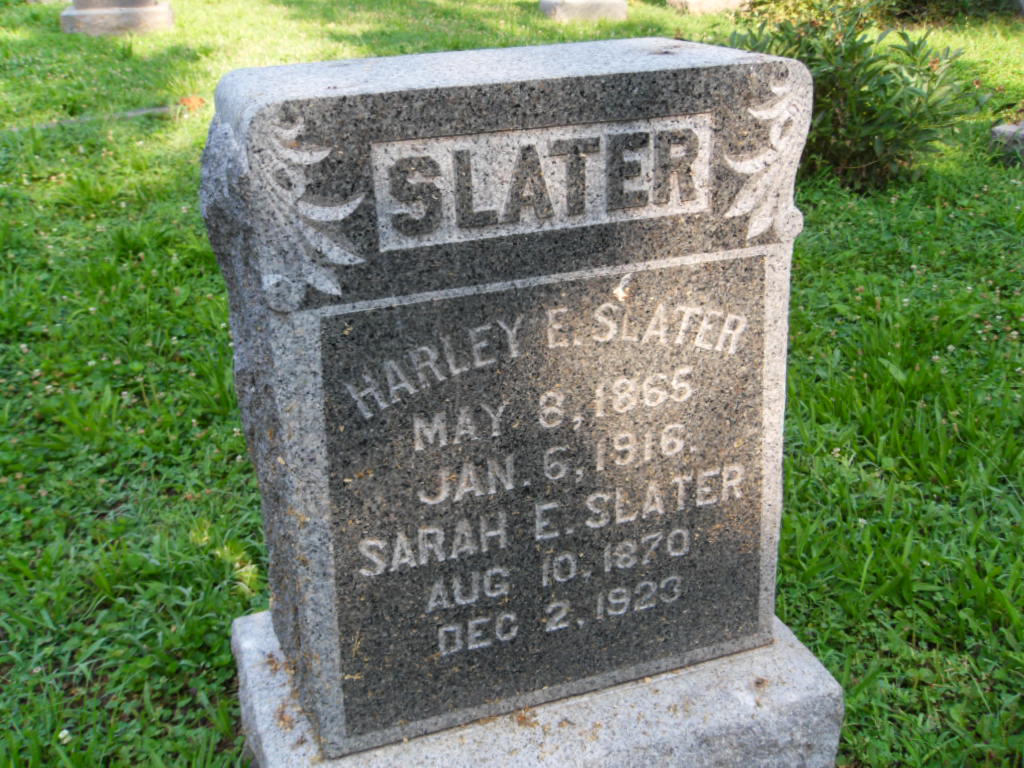 SLATER
HARLEY E. SLATER
MAY 8, 1865
JAN. 6, 1916.
SARAH E. SLATER
AUG 10, 1870
DEC 2, 1923